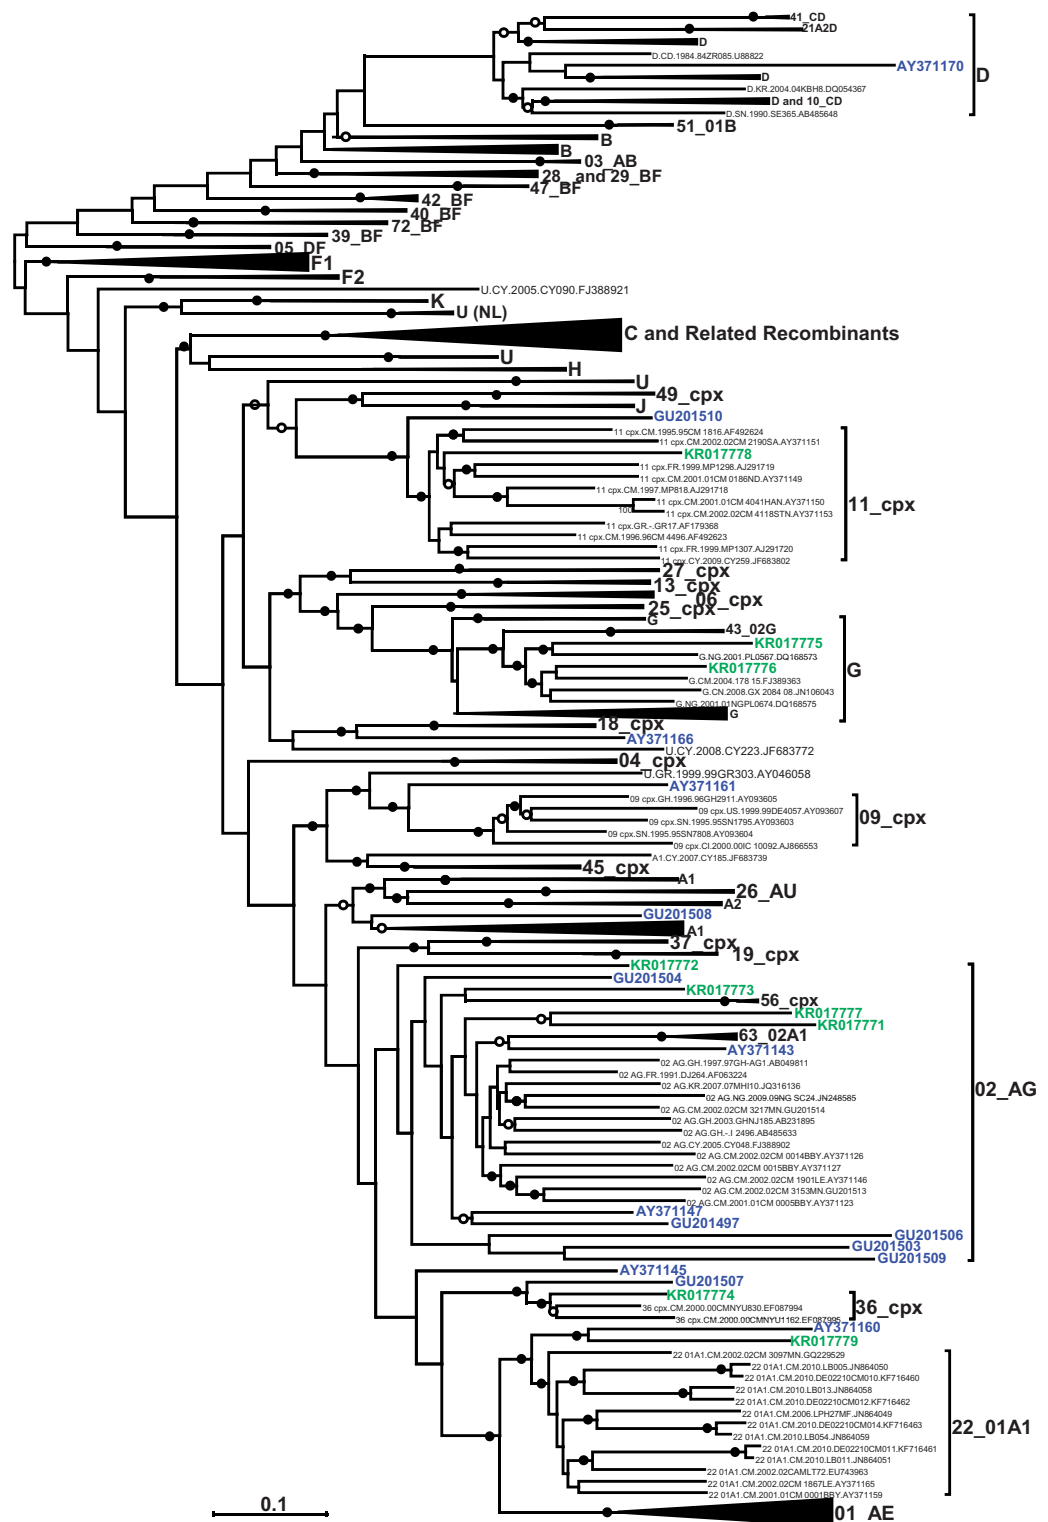 41_CD
21A2D
D
D.CD.1984.84ZR085.U88822
AY371170
D
D
D.KR.2004.04KBH8.DQ054367
D and 10_CD
D.SN.1990.SE365.AB485648
51_01B
B
B
03_AB
28_ and 29_BF
47_BF
42_BF
40_BF
72_BF
39_BF
05_DF
F1
F2
U.CY.2005.CY090.FJ388921
K
U (NL)
C and Related Recombinants
U
H
U
49_cpx
J
GU201510
11 cpx.CM.1995.95CM 1816.AF492624
11 cpx.CM.2002.02CM 2190SA.AY371151
KR017778
11 cpx.FR.1999.MP1298.AJ291719
11 cpx.CM.2001.01CM 0186ND.AY371149
11 cpx.CM.1997.MP818.AJ291718
11 cpx.CM.2001.01CM 4041HAN.AY371150
100
11 cpx.CM.2002.02CM 4118STN.AY371153
11_cpx
11 cpx.GR.-.GR17.AF179368
11 cpx.CM.1996.96CM 4496.AF492623
11 cpx.FR.1999.MP1307.AJ291720
11 cpx.CY.2009.CY259.JF683802
27_cpx
13_cpx
06_cpx
25_cpx
G
43_02G
KR017775
G.NG.2001.PL0567.DQ168573
KR017776
G
G.CM.2004.178 15.FJ389363
G.CN.2008.GX 2084 08.JN106043
G.NG.2001.01NGPL0674.DQ168575
G
18_cpx
AY371166
U.CY.2008.CY223.JF683772
04_cpx
U.GR.1999.99GR303.AY046058
AY371161
09 cpx.GH.1996.96GH2911.AY093605
09 cpx.US.1999.99DE4057.AY093607
09_cpx
09 cpx.SN.1995.95SN1795.AY093603
09 cpx.SN.1995.95SN7808.AY093604
09 cpx.CI.2000.00IC 10092.AJ866553
A1.CY.2007.CY185.JF683739
45_cpx
A1
26_AU
A2
GU201508
A1
37_cpx
19_cpx
KR017772
GU201504
KR017773
56_cpx
KR017777
KR017771
63_02A1
AY371143
02 AG.GH.1997.97GH-AG1.AB049811
02 AG.FR.1991.DJ264.AF063224
02 AG.KR.2007.07MHI10.JQ316136
02_AG
02 AG.NG.2009.09NG SC24.JN248585
02 AG.CM.2002.02CM 3217MN.GU201514
02 AG.GH.2003.GHNJ185.AB231895
02 AG.GH.-.I 2496.AB485633
02 AG.CY.2005.CY048.FJ388902
02 AG.CM.2002.02CM 0014BBY.AY371126
02 AG.CM.2002.02CM 0015BBY.AY371127
02 AG.CM.2002.02CM 1901LE.AY371146
02 AG.CM.2002.02CM 3153MN.GU201513
02 AG.CM.2001.01CM 0005BBY.AY371123
AY371147
GU201497
GU201506
GU201503
GU201509
AY371145
GU201507
KR017774
36 cpx.CM.2000.00CMNYU830.EF087994
36_cpx
36 cpx.CM.2000.00CMNYU1162.EF087995
AY371160
KR017779
22 01A1.CM.2002.02CM 3097MN.GQ229529
22 01A1.CM.2010.LB005.JN864050
22 01A1.CM.2010.DE02210CM010.KF716460
22 01A1.CM.2010.LB013.JN864058
22 01A1.CM.2010.DE02210CM012.KF716462
22 01A1.CM.2006.LPH27MF.JN864049
22 01A1.CM.2010.DE02210CM014.KF716463
22_01A1
22 01A1.CM.2010.LB054.JN864059
22 01A1.CM.2010.DE02210CM011.KF716461
22 01A1.CM.2010.LB011.JN864051
22 01A1.CM.2002.02CAMLT72.EU743963
22 01A1.CM.2002.02CM 1867LE.AY371165
22 01A1.CM.2001.01CM 0001BBY.AY371159
0.1
01_AE